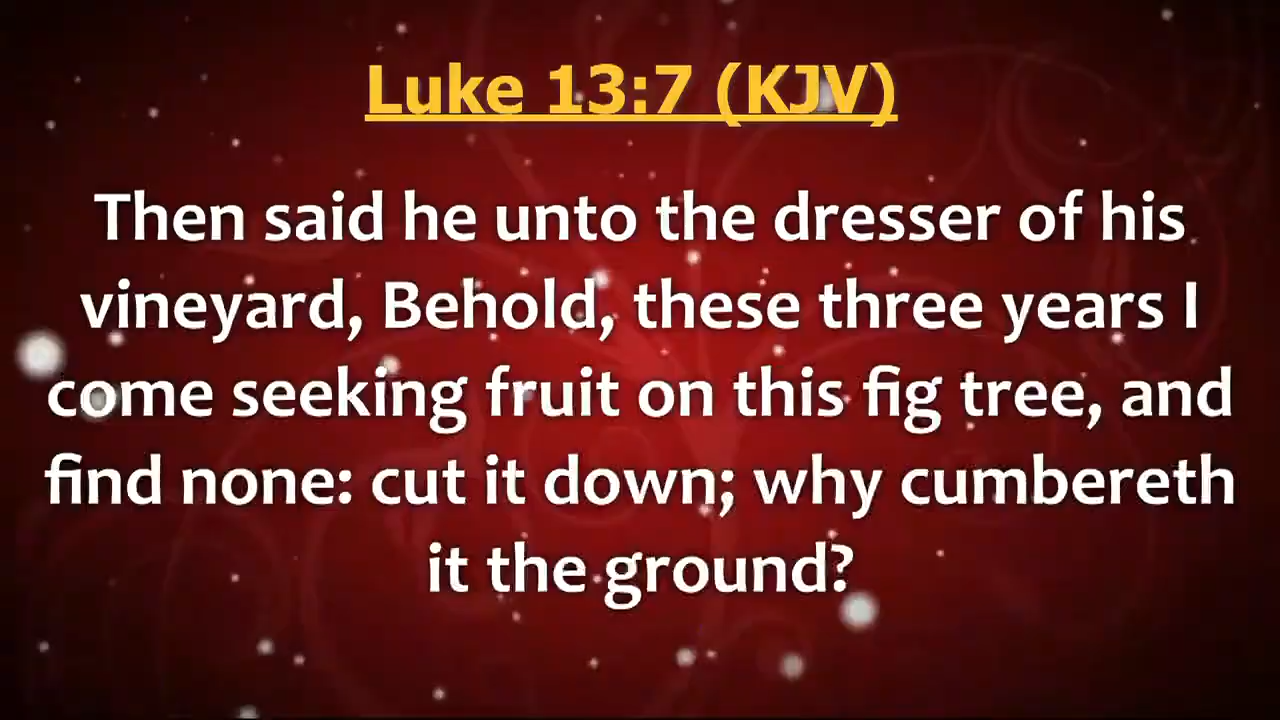 Luke 13:7 (KJV)
Then said he unto the dresser of his
vineyard, Behold, these three years I
come seeking fruit on this fig tree, and
find none: cut it down; why cumbereth
it the ground?